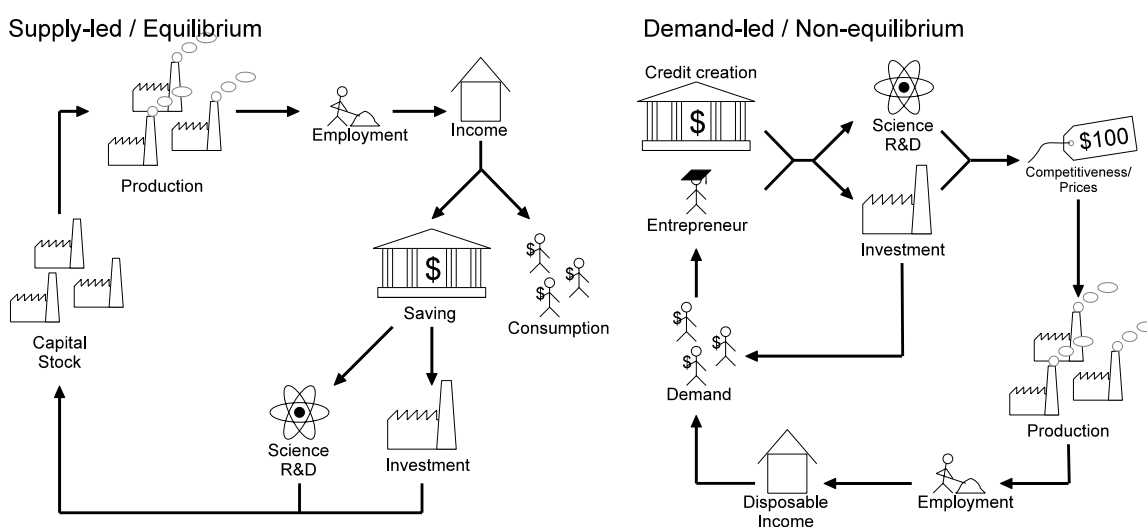 Supply-led / Equilibrium
Production
Employment
Income
$
Saving
$
$
$
Consumption
Capital
Stock
Science
R&D
Investment
Demand-led / Non-equilibrium
Credit creation
$
Entrepreneur
Science
R&D
Investment
$100
Competitiveness/
Prices
Production
Employment
Disposable
Income
$
$
$
Demand